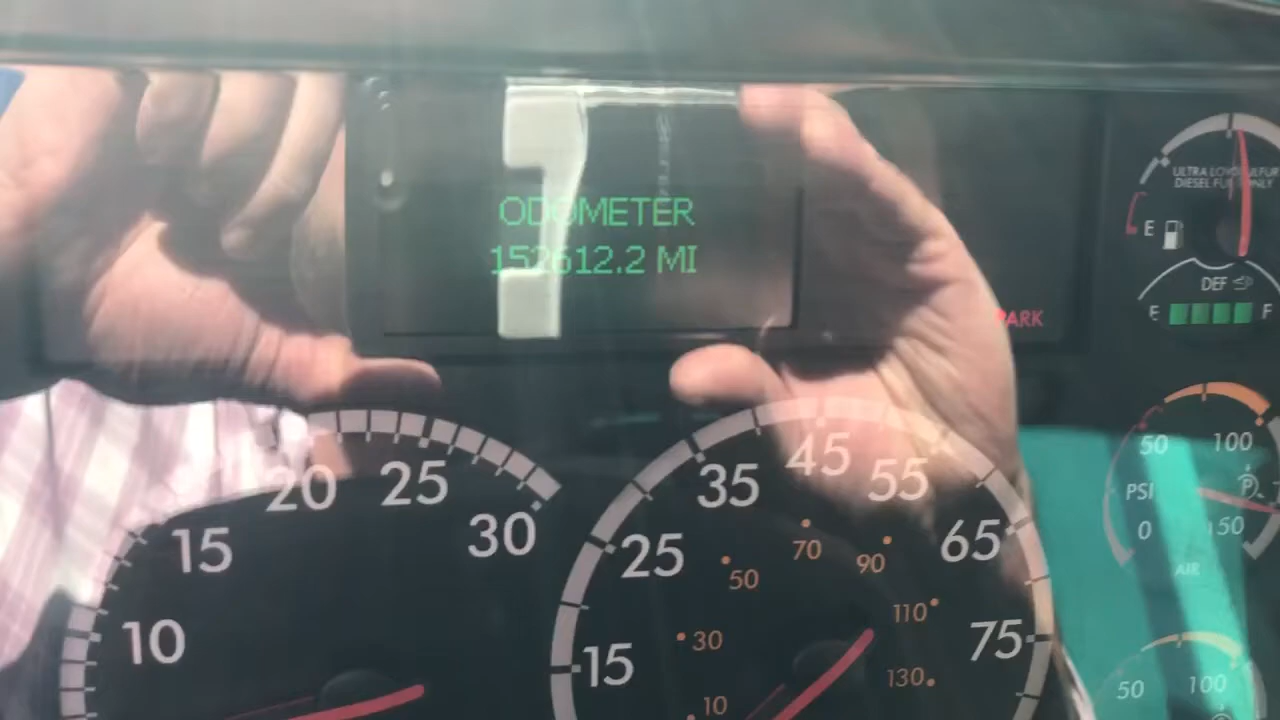 ODOMETER
152612.2 MI
PARK
ULTRA LOW SULFUR
DIESEL FUEL ONLY
E
DEF
E F
50 100
PSI
0 150
AIR
50 100
10 15 20 25 30
15 25 35 45 55 65 75
10 30 50 70 90 110 130